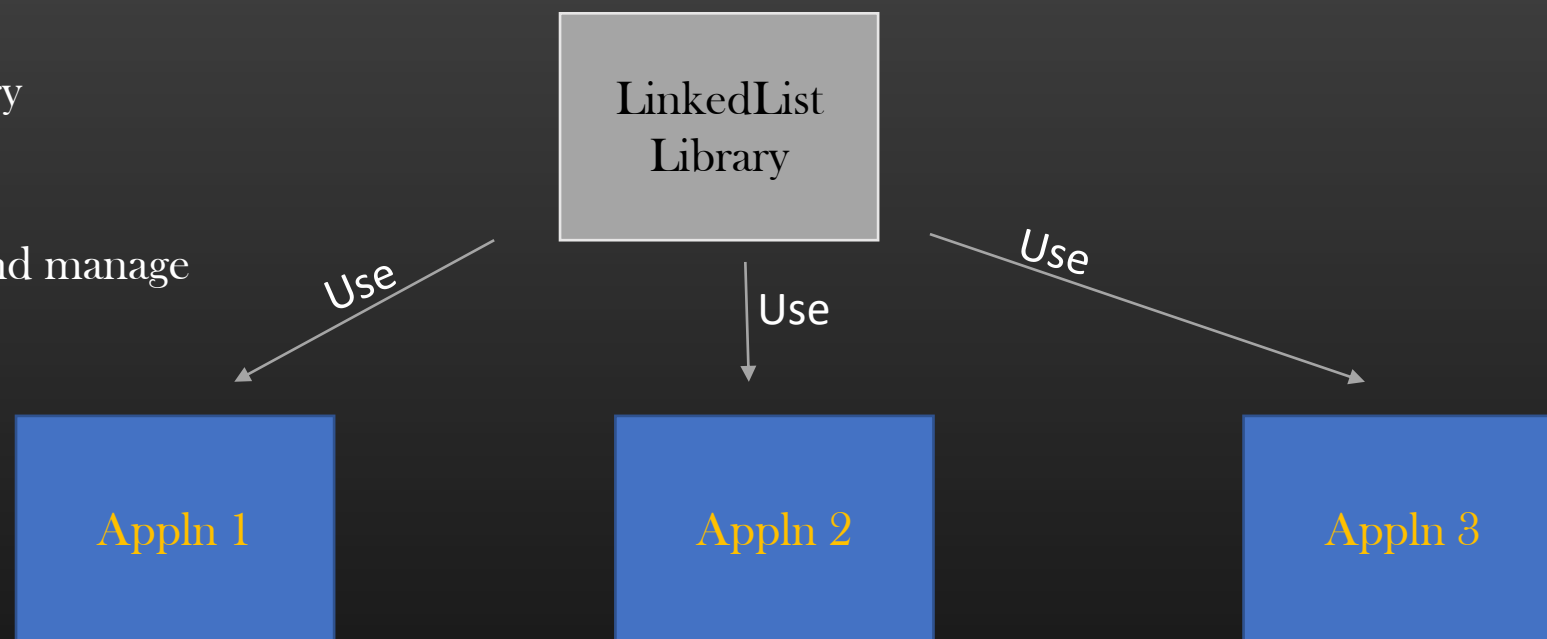 LinkedList
Library
nd manage
Use
Use
Use
Appln 1
Appln 2
Appln 3